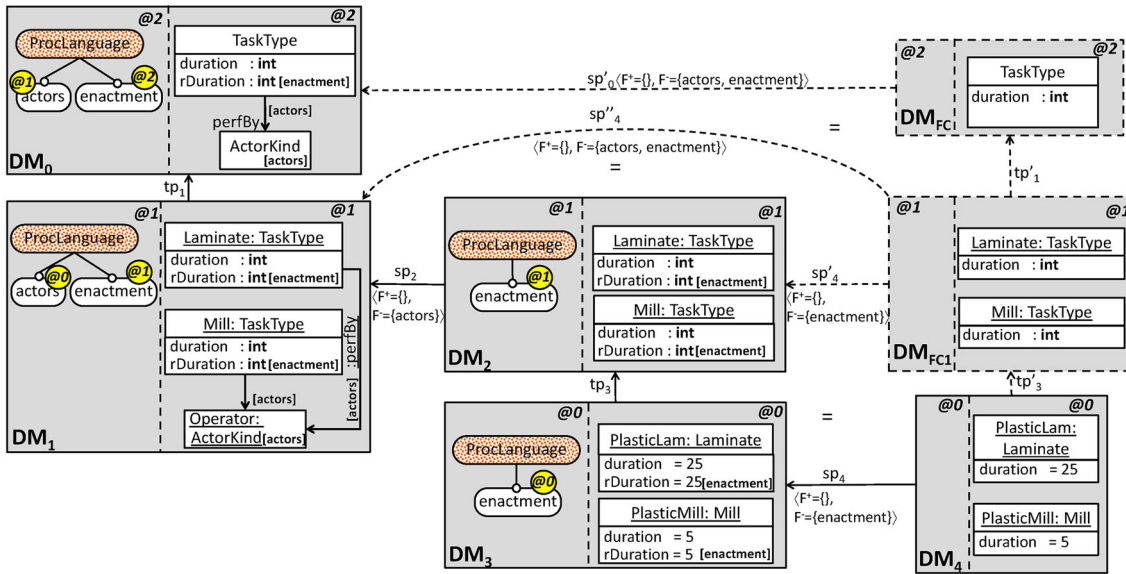 @2
@2
ProcLanguage
@1
@2
actors
enactment
TaskType
duration : int
rDuration : int [enactment]
[actors]
perfBy
ActorKind
[actors]
DM0
sp'0⟨F+={}, F-={actors, enactment}⟩
@2
@2
TaskType
duration : int
DMFC
=
sp''4
⟨F+={}, F-={actors, enactment}⟩
=
tp1
tp'1
@1
@1
ProcLanguage
@0
@1
actors
enactment
Laminate: TaskType
duration : int
rDuration : int [enactment]
Mill: TaskType
duration : int
rDuration : int [enactment]
:perfBy
[actors]
[actors]
Operator:
ActorKind[actors]
DM1
sp2
⟨F+={},
F-={actors}⟩
@1
@1
ProcLanguage
@1
enactment
Laminate: TaskType
duration : int
rDuration : int [enactment]
Mill: TaskType
duration : int
rDuration : int [enactment]
DM2
sp'4
⟨F+={},
F-={enactment}⟩
@1
@1
Laminate: TaskType
duration : int
Mill: TaskType
duration : int
DMFC1
tp3
tp'3
=
@0
@0
ProcLanguage
@0
enactment
PlasticLam: Laminate
duration = 25
rDuration = 25[enactment]
PlasticMill: Mill
duration = 5
rDuration = 5 [enactment]
DM3
sp4
⟨F+={},
F-={enactment}⟩
@0
@0
PlasticLam:
Laminate
duration = 25
PlasticMill: Mill
duration = 5
DM4